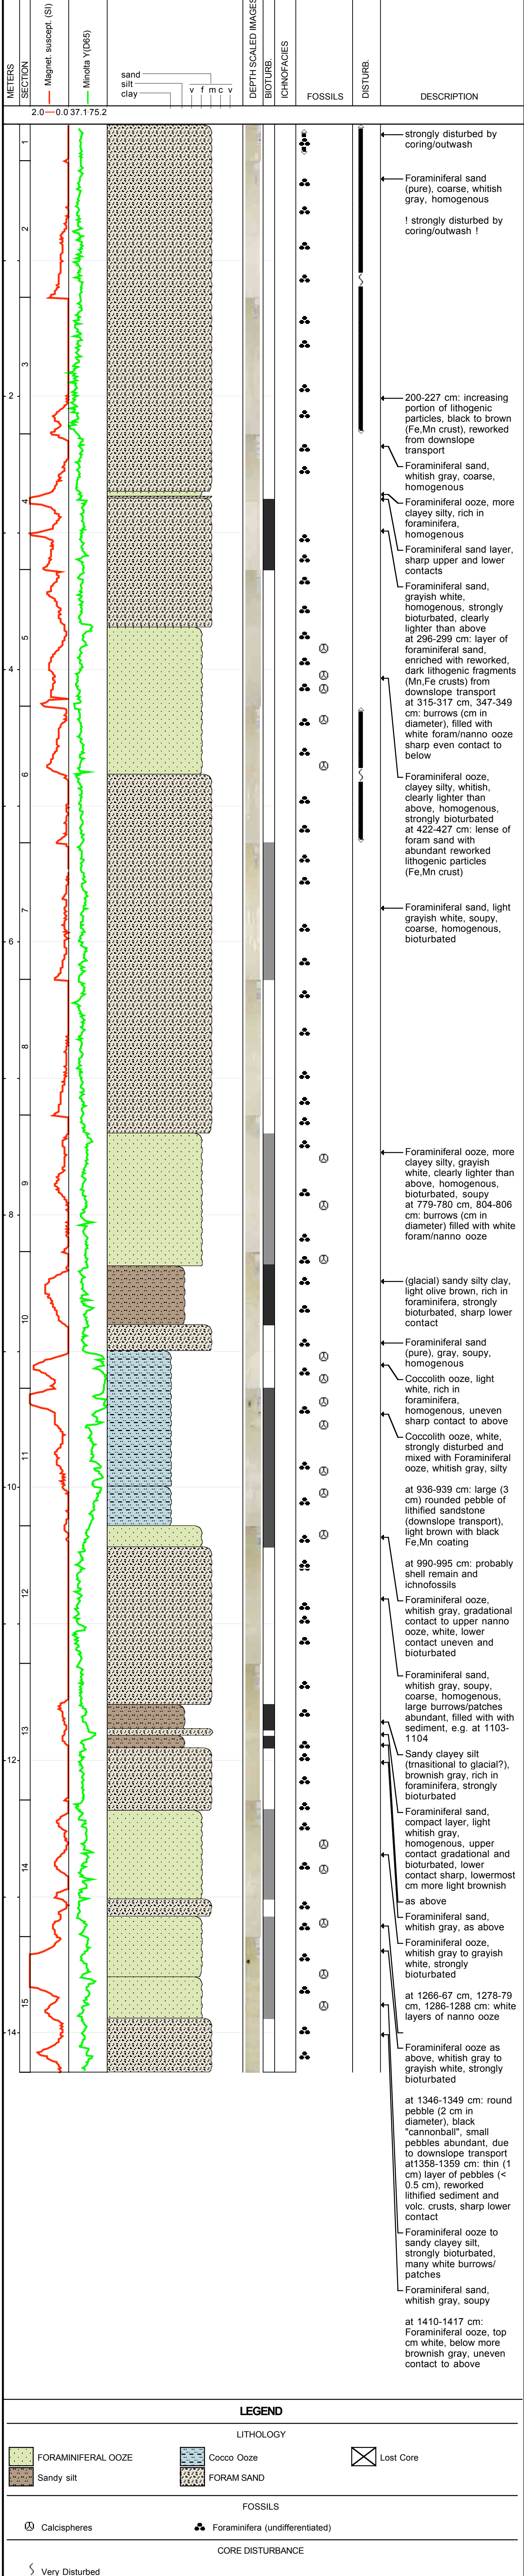 METERS
SECTION
Magnet. suscept. (SI)
Minolta Y(D65)
sand
silt
clay
v f m c v
DEPTH SCALED IMAGES
BIOTURB.
ICHNOFACIES
FOSSILS
DISTURB.
DESCRIPTION
2.0 0.0 37.1 75.2
1
2
3
4
5
6
7
8
9
10
11
12
13
14
15
2
4
6
8
10
12
14
strongly disturbed by
coring/outwash
Foraminiferal sand
(pure), coarse, whitish
gray, homogenous
! strongly disturbed by
coring/outwash !
200-227 cm: increasing
portion of lithogenic
particles, black to brown
(Fe,Mn crust), reworked
from downslope
transport
Foraminiferal sand,
whitish gray, coarse,
homogenous
Foraminiferal ooze, more
clayey silty, rich in
foraminifera,
homogenous
Foraminiferal sand layer,
sharp upper and lower
contacts
Foraminiferal sand,
grayish white,
homogenous, strongly
bioturbated, clearly
lighter than above
at 296-299 cm: layer of
foraminiferal sand,
enriched with reworked,
dark lithogenic fragments
(Mn,Fe crusts) from
downslope transport
at 315-317 cm, 347-349
cm: burrows (cm in
diameter), filled with
white foram/nanno ooze
sharp even contact to
below
Foraminiferal ooze,
clayey silty, whitish,
clearly lighter than
above, homogenous,
strongly bioturbated
at 422-427 cm: lense of
foram sand with
abundant reworked
lithogenic particles
(Fe,Mn crust)
Foraminiferal sand, light
grayish white, soupy,
coarse, homogenous,
bioturbated
Foraminiferal ooze, more
clayey silty, grayish
white, clearly lighter than
above, homogenous,
bioturbated, soupy
at 779-780 cm, 804-806
cm: burrows (cm in
diameter) filled with white
foram/nanno ooze
(glacial) sandy silty clay,
light olive brown, rich in
foraminifera, strongly
bioturbated, sharp lower
contact
Foraminiferal sand
(pure), gray, soupy,
homogenous
Coccolith ooze, light
white, rich in
foraminifera,
homogenous, uneven
sharp contact to above
Coccolith ooze, white,
strongly disturbed and
mixed with Foraminiferal
ooze, whitish gray, silty
at 936-939 cm: large (3
cm) rounded pebble of
lithified sandstone
(downslope transport),
light brown with black
Fe,Mn coating
at 990-995 cm: probably
shell remain and
ichnofossils
Foraminiferal ooze,
whitish gray, gradational
contact to upper nanno
ooze, white, lower
contact uneven and
bioturbated
Foraminiferal sand,
whitish gray, soupy,
coarse, homogenous,
large burrows/patches
abundant, filled with with
sediment, e.g. at 1103-
1104
Sandy clayey silt
(trnasitional to glacial?),
brownish gray, rich in
foraminifera, strongly
bioturbated
Foraminiferal sand,
compact layer, light
whitish gray,
homogenous, upper
contact gradational and
bioturbated, lower
contact sharp, lowermost
cm more light brownish
as above
Foraminiferal sand,
whitish gray, as above
Foraminiferal ooze,
whitish gray to grayish
white, strongly
bioturbated
at 1266-67 cm, 1278-79
cm, 1286-1288 cm: white
layers of nanno ooze
Foraminiferal ooze as
above, whitish gray to
grayish white, strongly
bioturbated
at 1346-1349 cm: round
pebble (2 cm in
diameter), black
"cannonball", small
pebbles abundant, due
to downslope transport
at1358-1359 cm: thin (1
cm) layer of pebbles (<
0.5 cm), reworked
lithified sediment and
volc. crusts, sharp lower
contact
Foraminiferal ooze to
sandy clayey silt,
strongly bioturbated,
many white burrows/
patches
Foraminiferal sand,
whitish gray, soupy
at 1410-1417 cm:
Foraminiferal ooze, top
cm white, below more
brownish gray, uneven
contact to above
LEGEND
LITHOLOGY
FORAMINIFERAL OOZE
Cocco Ooze
Lost Core
Sandy silt
FORAM SAND
FOSSILS
Calcispheres
Foraminifera (undifferentiated)
CORE DISTURBANCE
Very Disturbed